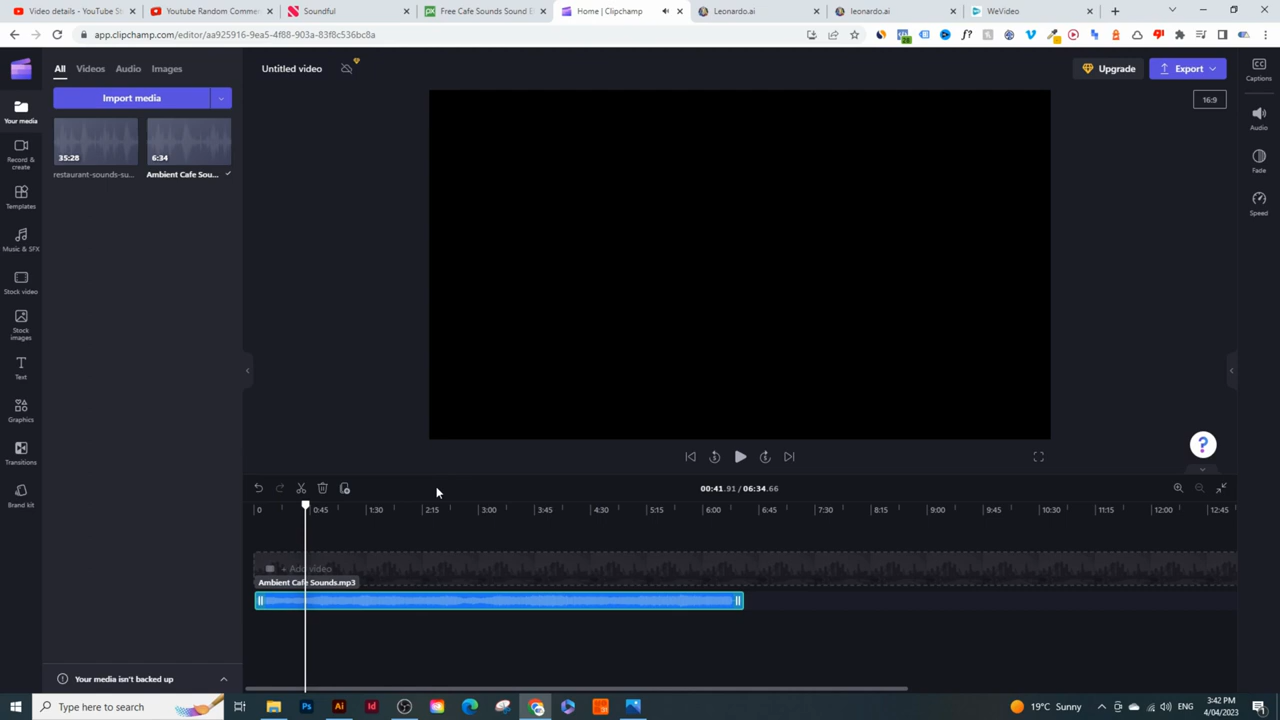 Video details - YouTube St
Youtube Random Comme
Soundful
Free Cafe Sounds Sound E
Home | Clipchamp
Leonardo.ai
leonardo.ai
WeVideo
app.clipchamp.com/editor/aa925916-9ea5-4f88-903a-83f8c536bc8a
All Videos Audio Images
Import media
35:28
6:34
restaurant-sounds-su...
Ambient Cafe Sou...
Your media
Record &
create
Templates
Music & SFX
Stock video
Stock
images
Text
Graphics
Transitions
Brand kit
Untitled video
Upgrade
Export
16:9
Captions
Audio
Fade
Speed
?
00:41.91 / 06:34.66
0 0:45 1:30 2:15 3:00 3:45 4:30 5:15 6:00 6:45 7:30 8:15 9:00 9:45 10:30 11:15 12:00 12:45
+ Add video
Ambient Cafe Sounds.mp3
Your media isn't backed up
Type here to search
Ps
Ai
Id
19°C Sunny
ENG
3:42 PM
4/04/2023